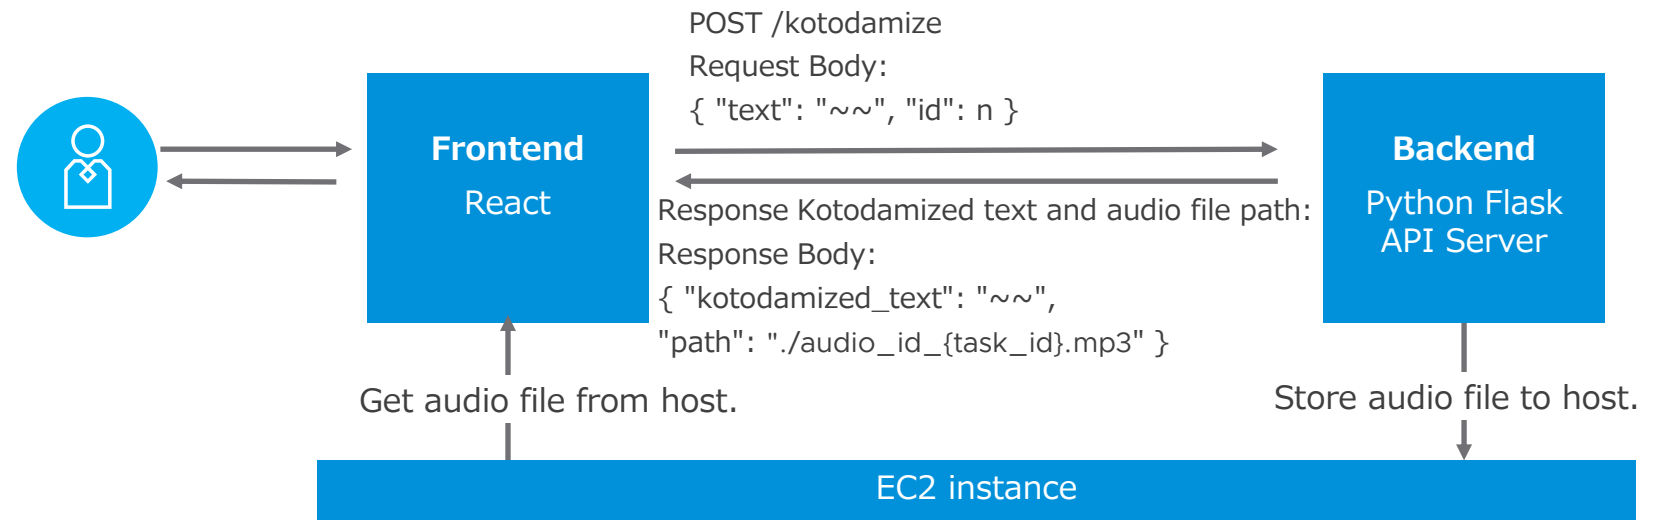 POST /kotodamize
Request Body:
{ "text": "~~", "id": n }
Frontend
React
Backend
Python Flask
API Server
Response Kotodamized text and audio file path:
Response Body:
{ "kotodamized_text": "~~",
"path": "./audio_id_{task_id}.mp3" }
Get audio file from host.
Store audio file to host.
EC2 instance